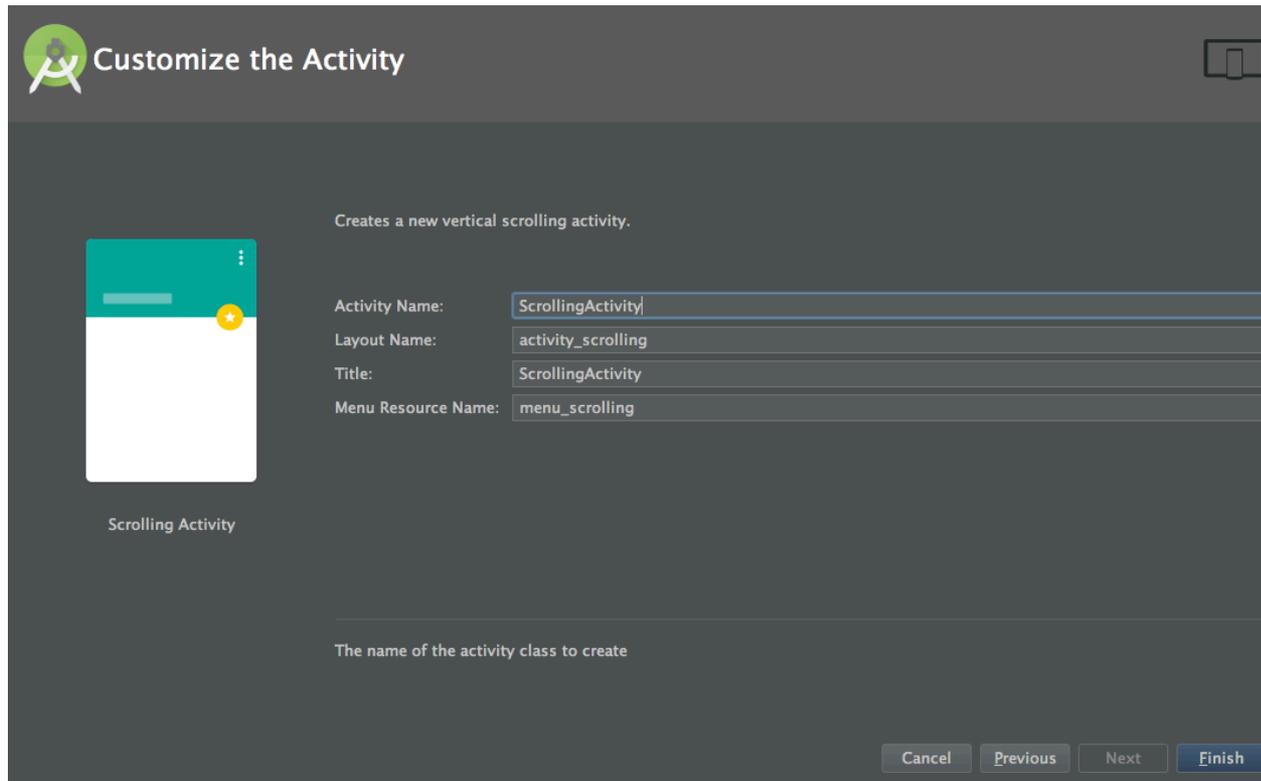 Customize the Activity
Creates a new vertical scrolling activity.
Activity Name: ScrollingActivity
Layout Name: activity_scrolling
Title: ScrollingActivity
Menu Resource Name: menu_scrolling
Scrolling Activity
The name of the activity class to create
Cancel Previous Next Finish